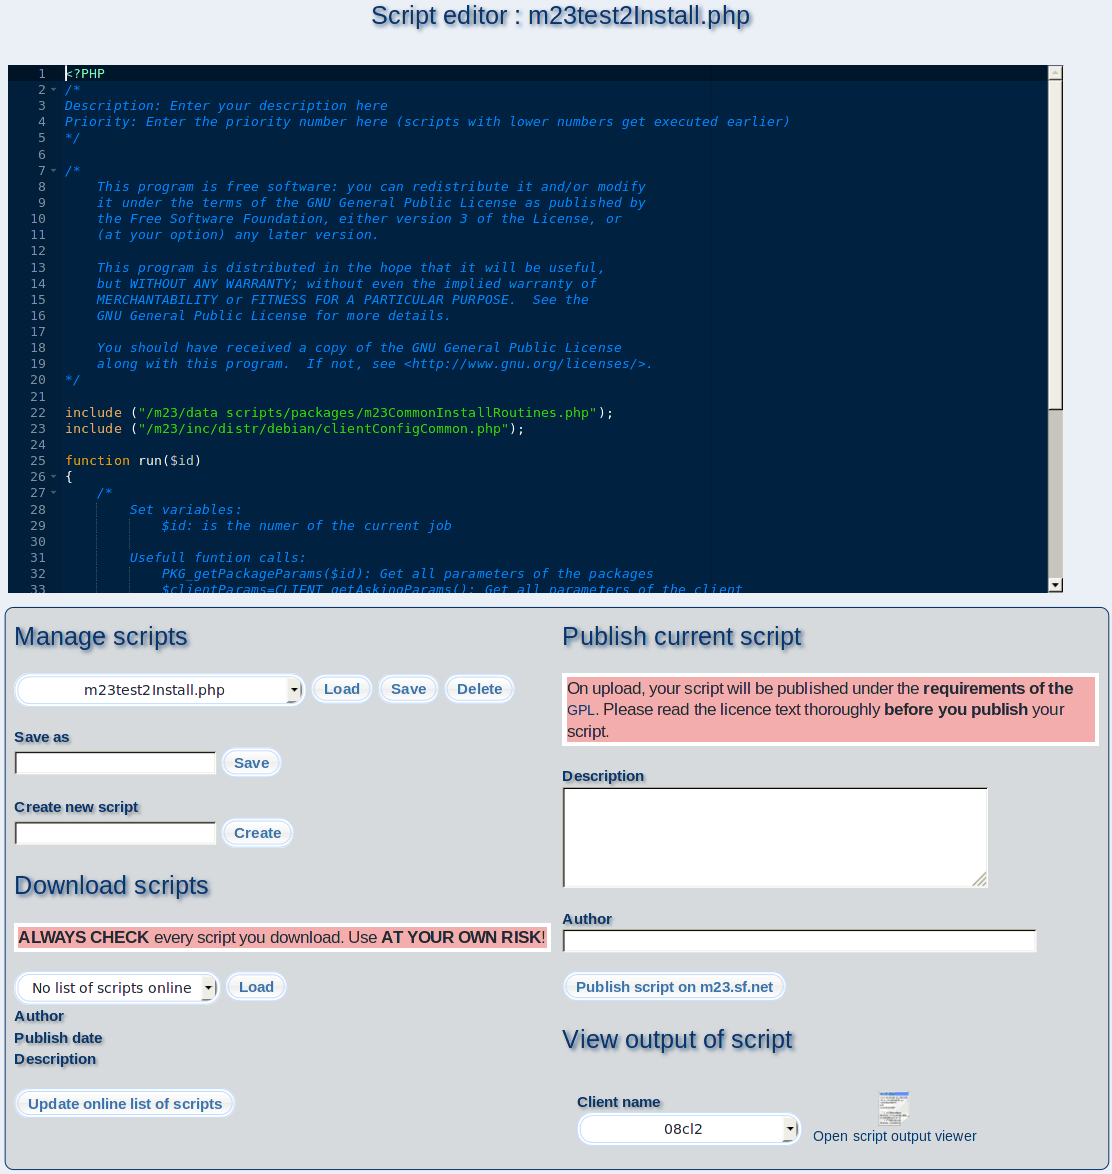 Script editor : m23test2Install.php
1 <?PHP
2 /*
3 Description: Enter your description here
4 Priority: Enter the priority number here (scripts with lower numbers get executed earlier)
5 */
6
7 /*
8 This program is free software: you can redistribute it and/or modify
9 it under the terms of the GNU General Public License as published by
10 the Free Software Foundation, either version 3 of the License, or
11 (at your option) any later version.
12
13 This program is distributed in the hope that it will be useful,
14 but WITHOUT ANY WARRANTY; without even the implied warranty of
15 MERCHANTABILITY or FITNESS FOR A PARTICULAR PURPOSE.  See the
16 GNU General Public License for more details.
17
18 You should have received a copy of the GNU General Public License
19 along with this program.  If not, see <http://www.gnu.org/licenses/>.
20 */
21
22 include ("/m23/data scripts/packages/m23CommonInstallRoutines.php");
23 include ("/m23/inc/distr/debian/clientConfigCommon.php");
24
25 function run($id)
26 {
27 /*
28 Set variables:
29 $id: is the numer of the current job
30
31 Usefull funtion calls:
32 PKG_getPackageParams($id): Get all parameters of the packages
33 $clientParams=CLIENT_getAskingParams(): Get all parameters of the client
Manage scripts
m23test2Install.php Load Save Delete
Save as
Save
Create new script
Create
Download scripts
ALWAYS CHECK every script you download. Use AT YOUR OWN RISK!
No list of scripts online Load
Author
Publish date
Description
Update online list of scripts
Publish current script
On upload, your script will be published under the requirements of the
GPL. Please read the licence text thoroughly before you publish your
script.
Description
Author
Publish script on m23.sf.net
View output of script
Client name
08cl2
Open script output viewer